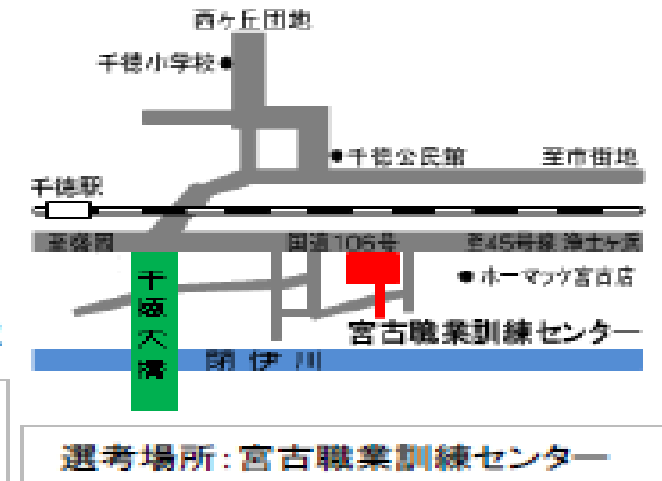 西ヶ丘団地
千徳小学校
千徳公民館
至市街地
千徳駅
至盛岡
国道106号
至45号線 浄土ヶ浜
千徳大橋
ホーマック宮古店
宮古職業訓練センター
閉伊川
選考場所:宮古職業訓練センター